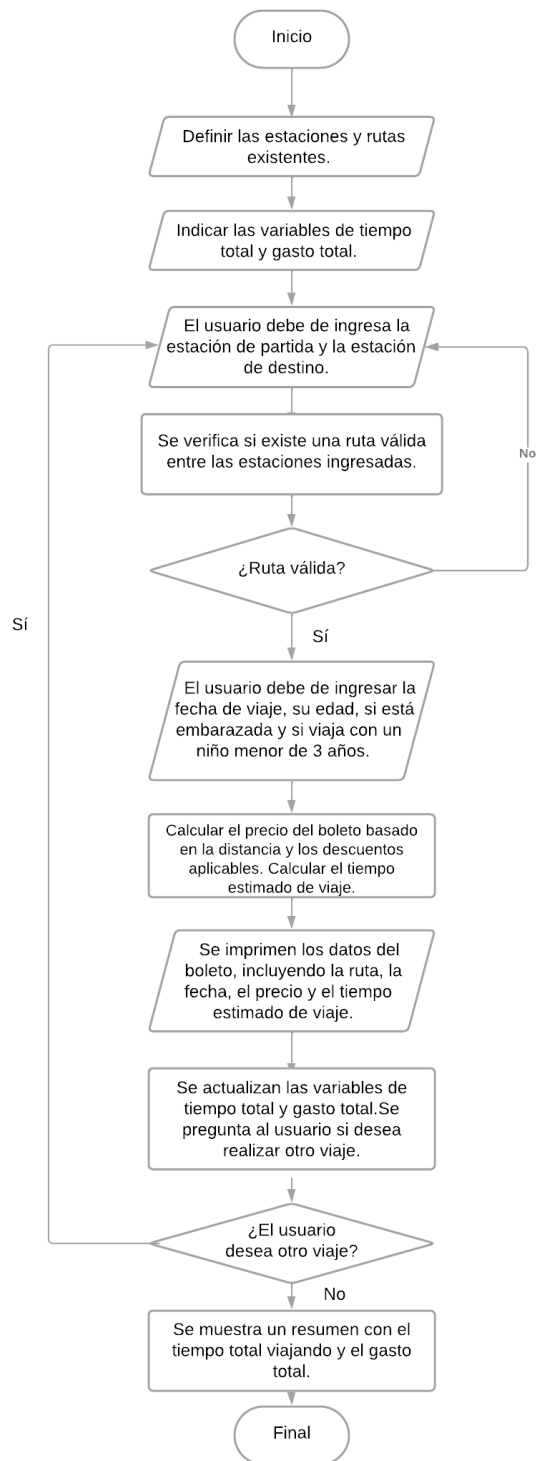 Inicio
Definir las estaciones y rutas
existentes.
Indicar las variables de tiempo
total y gasto total.
El usuario debe de ingresa la
estación de partida y la estación
de destino.
Se verifica si existe una ruta válida
entre las estaciones ingresadas.
No
¿Ruta válida?
Sí
Sí
El usuario debe de ingresar la
fecha de viaje, su edad, si está
embarazada y si viaja con un
niño menor de 3 años.
Calcular el precio del boleto basado
en la distancia y los descuentos
aplicables. Calcular el tiempo
estimado de viaje.
Se imprimen los datos del
boleto, incluyendo la ruta, la
fecha, el precio y el tiempo
estimado de viaje.
Se actualizan las variables de
tiempo total y gasto total.Se
pregunta al usuario si desea
realizar otro viaje.
¿El usuario
desea otro viaje?
No
Se muestra un resumen con el
tiempo total viajando y el gasto
total.
Final